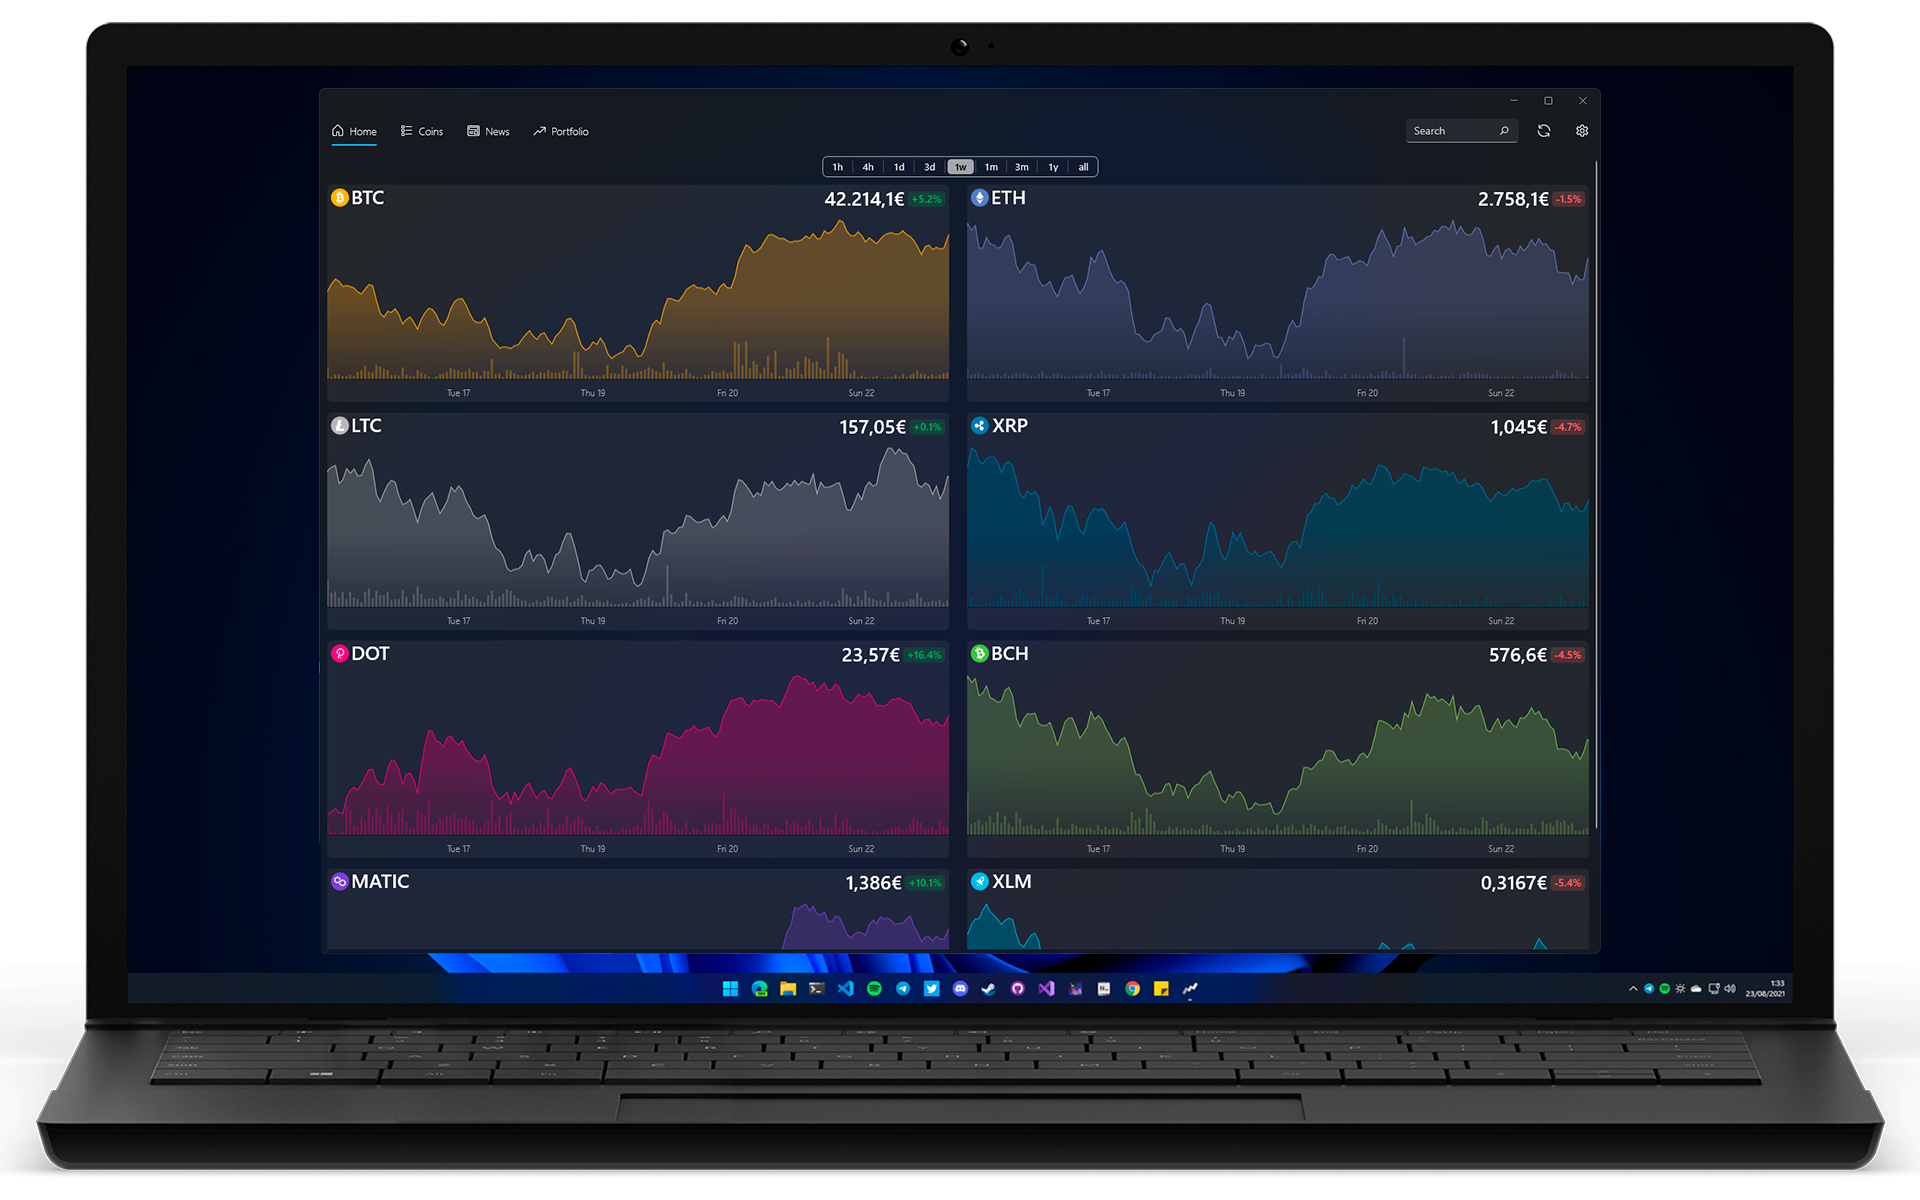 Home Coins News Portfolio Search
1h 4h 1d 3d 1w 1m 3m 1y all
BTC 42.214,1€ +5.2%
Tue 17 Thu 19 Fri 20 Sun 22
ETH 2.758,1€ -1.5%
Tue 17 Thu 19 Fri 20 Sun 22
LTC 157,05€ +0.1%
Tue 17 Thu 19 Fri 20 Sun 22
XRP 1,045€ -4.7%
Tue 17 Thu 19 Fri 20 Sun 22
DOT 23,57€ +16.4%
Tue 17 Thu 19 Fri 20 Sun 22
BCH 576,6€ -4.5%
Tue 17 Thu 19 Fri 20 Sun 22
MATIC 1,386€ +10.1%
XLM 0,3167€ -5.4%
1:33
23/08/2021